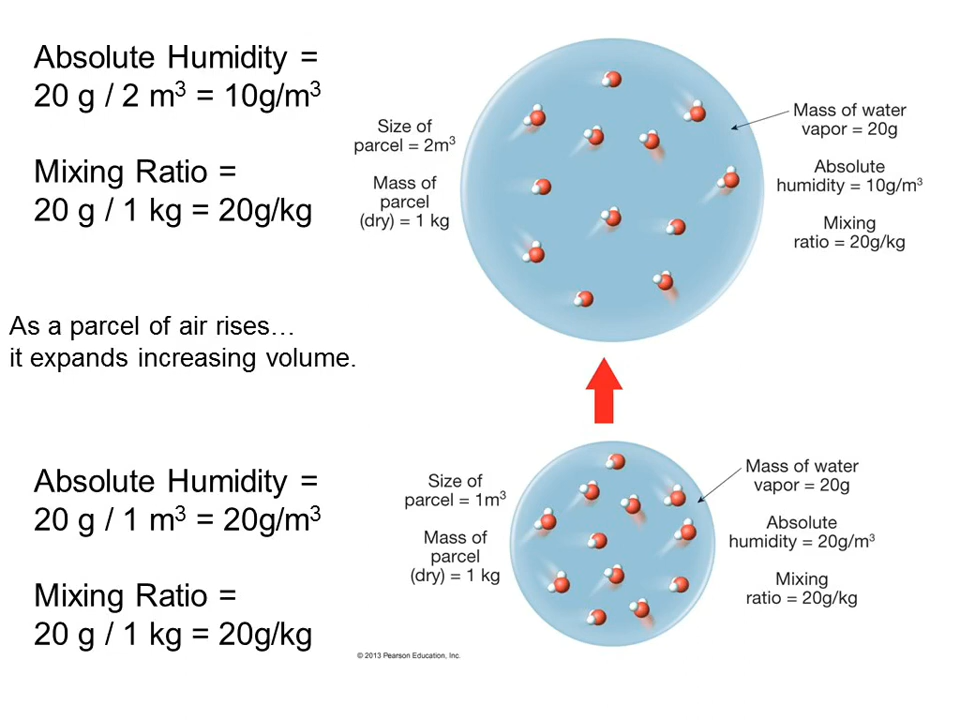 Absolute Humidity =
20 g / 2 m³ = 10g/m³
Mixing Ratio =
20 g / 1 kg = 20g/kg
Size of
parcel = 2m³
Mass of
parcel
(dry) = 1 kg
Mass of water
vapor = 20g
Absolute
humidity = 10g/m³
Mixing
ratio = 20g/kg
As a parcel of air rises…
it expands increasing volume.
Absolute Humidity =
20 g / 1 m³ = 20g/m³
Mixing Ratio =
20 g / 1 kg = 20g/kg
Size of
parcel = 1m³
Mass of
parcel
(dry) = 1 kg
Mass of water
vapor = 20g
Absolute
humidity = 20g/m³
Mixing
ratio = 20g/kg
© 2013 Pearson Education, Inc.